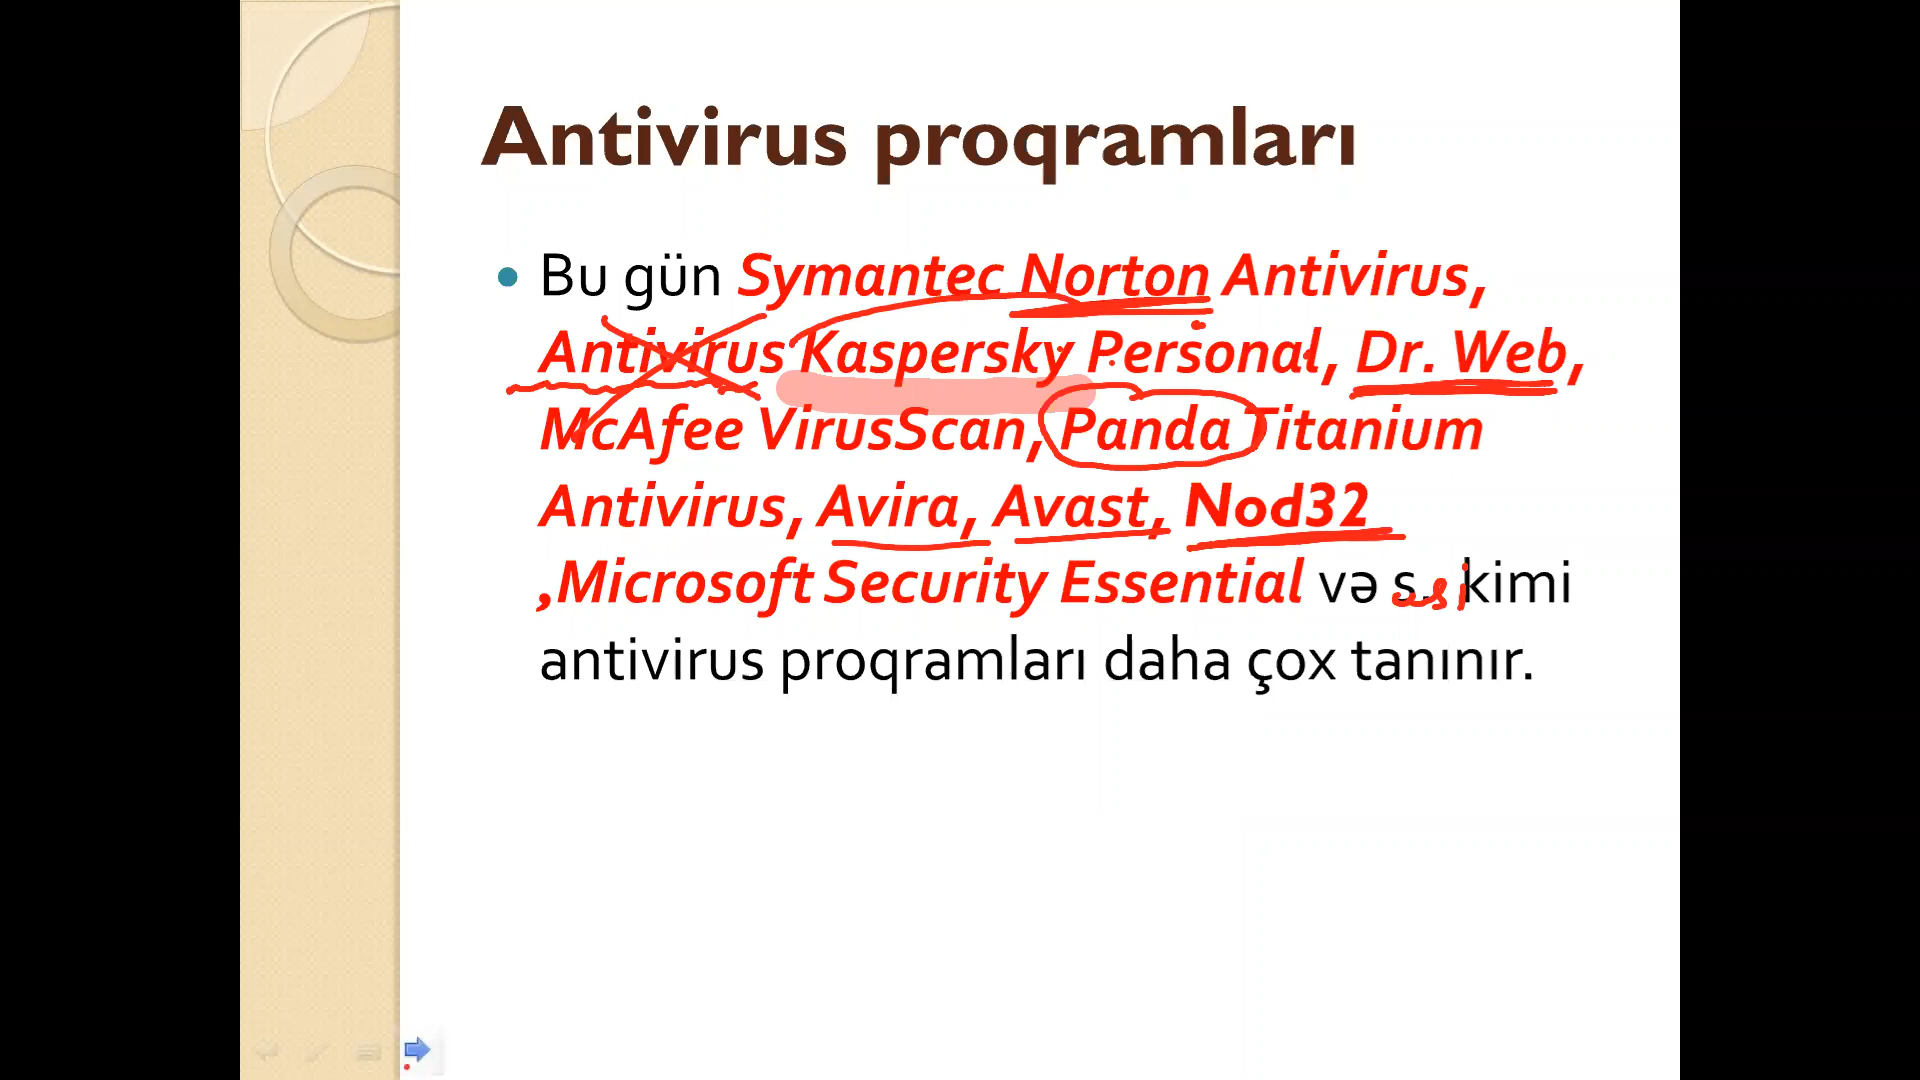 Antivirus proqramları
• Bu gün Symantec Norton Antivirus,
Antivirus Kaspersky Personal, Dr. Web,
McAfee VirusScan, Panda Titanium
Antivirus, Avira, Avast, Nod32
,Microsoft Security Essential və s. kimi
antivirus proqramları daha çox tanınır.